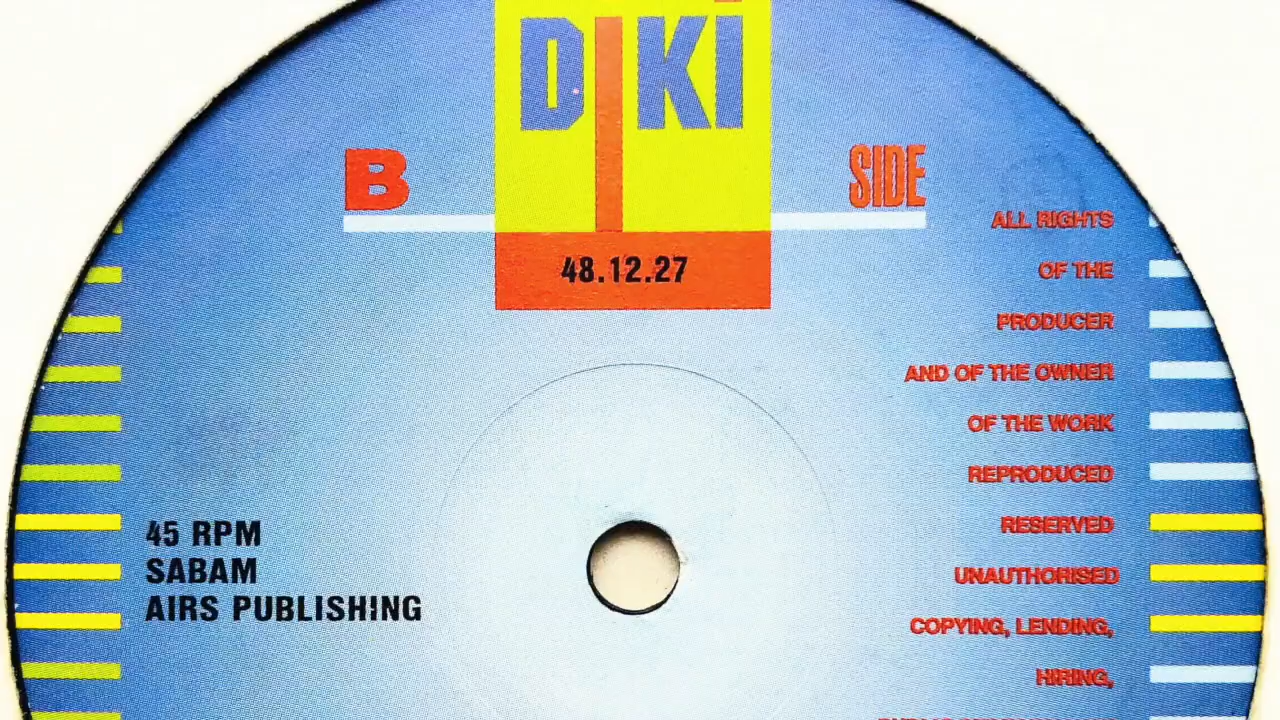 DIKI
B SIDE
48.12.27
ALL RIGHTS
OF THE
PRODUCER
AND OF THE OWNER
OF THE WORK
REPRODUCED
RESERVED
UNAUTHORISED
COPYING, LENDING,
HIRING,
45 RPM
SABAM
AIRS PUBLISHING